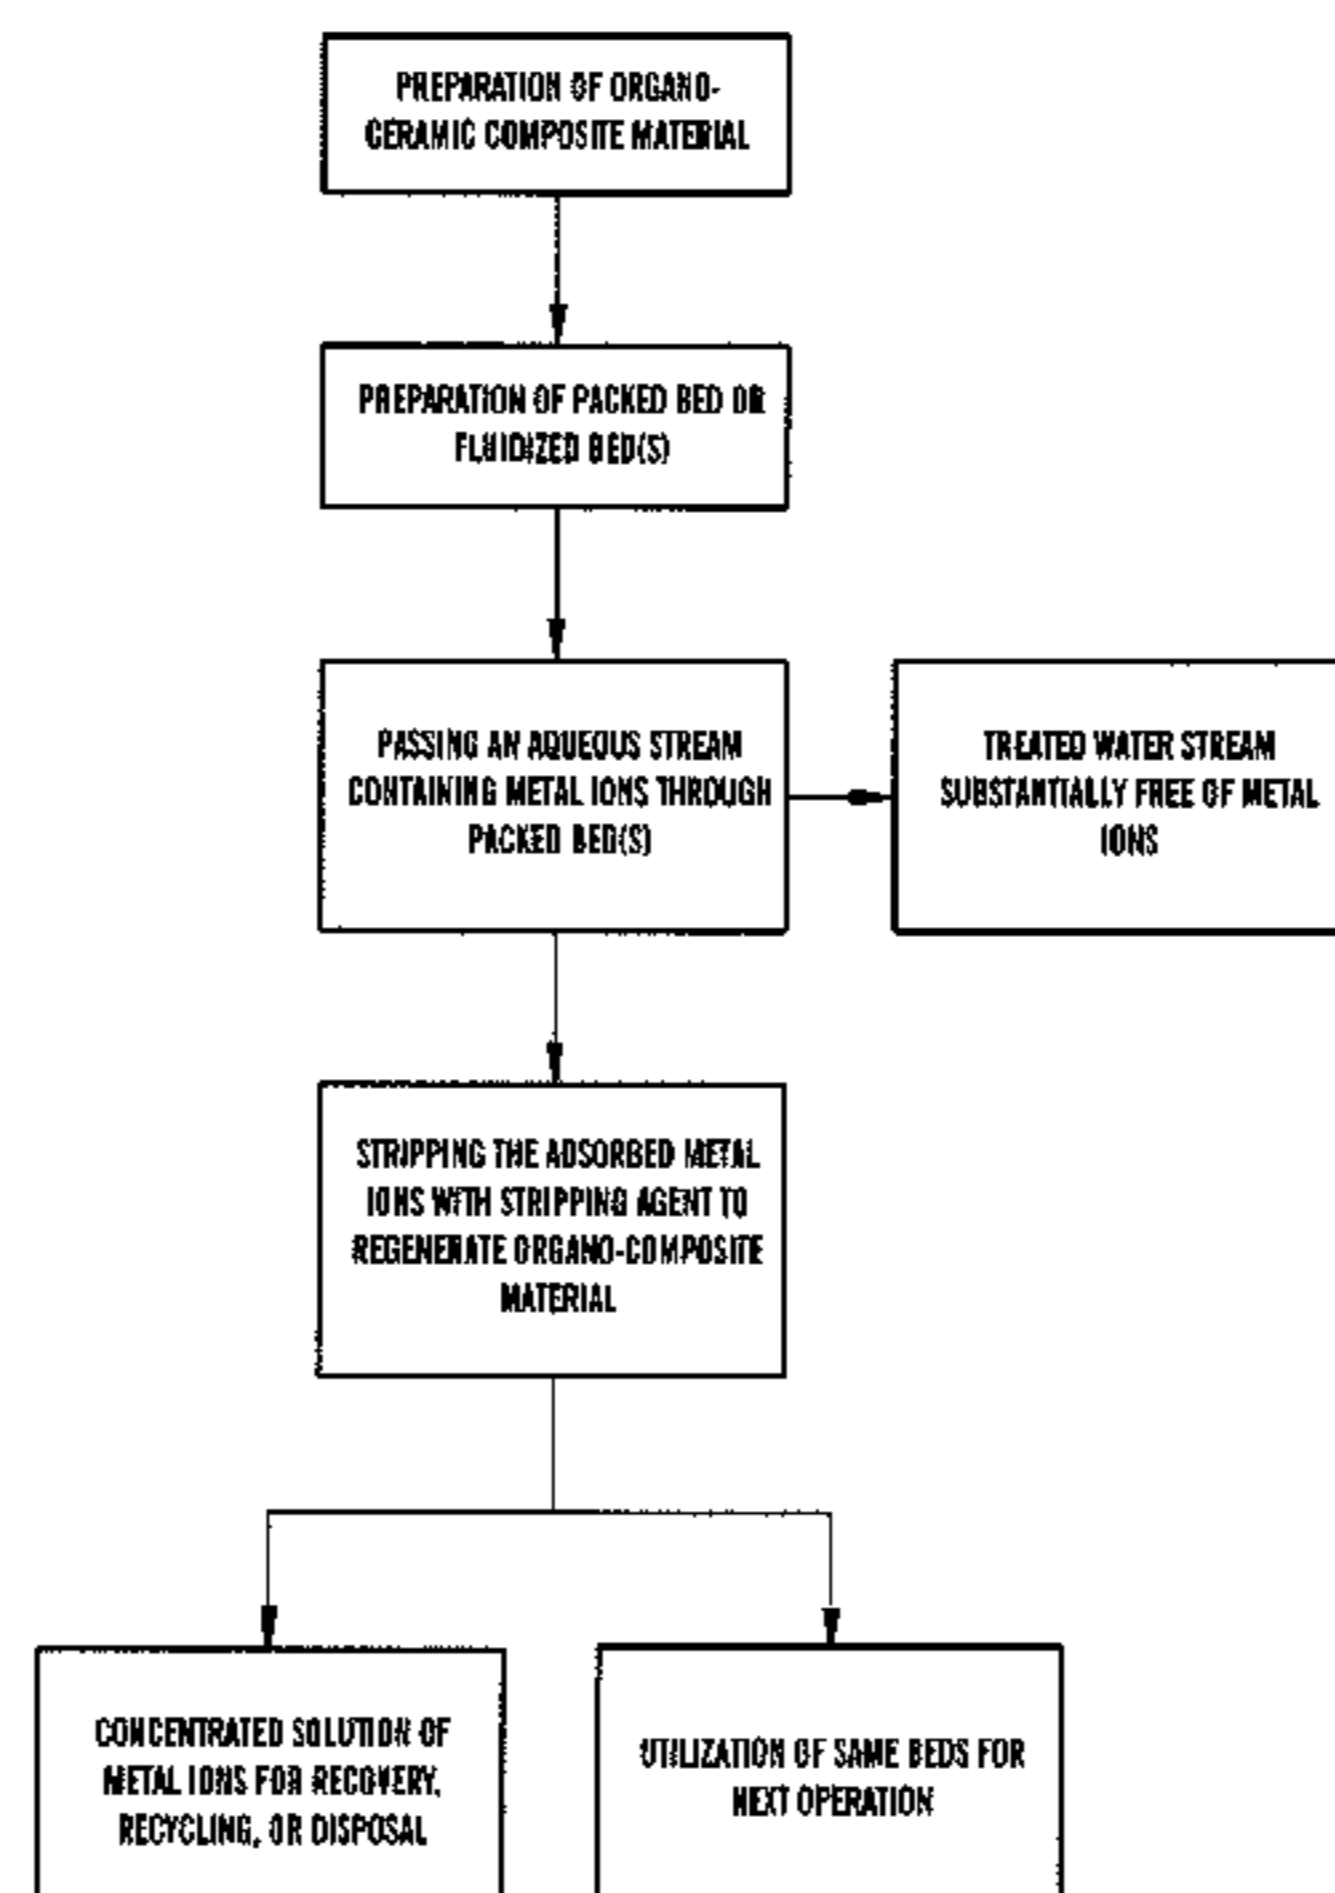 PREPARATION OF ORGANO-
CERAMIC COMPOSITE MATERIAL
PREPARATION OF PACKED BED OR
FLUIDIZED BED(S)
PASSING AN AQUEOUS STREAM
CONTAINING METAL IONS THROUGH
PACKED BED(S)
TREATED WATER STREAM
SUBSTANTIALLY FREE OF METAL
IONS
STRIPPING THE ADSORBED METAL
IONS WITH STRIPPING AGENT TO
REGENERATE ORGANO-COMPOSITE
MATERIAL
CONCENTRATED SOLUTION OF
METAL IONS FOR RECOVERY,
RECYCLING, OR DISPOSAL
UTILIZATION OF SAME BEDS FOR
NEXT OPERATION